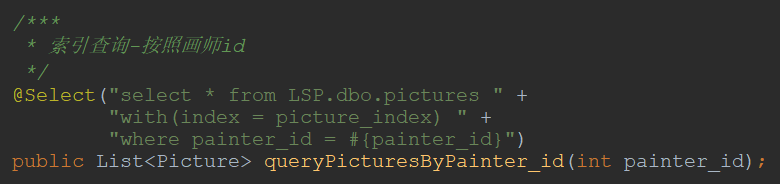 /***
 * 索引查询-按照画师id
 */
@Select("select * from LSP.dbo.pictures " +
        "with(index = picture_index) " +
        "where painter_id = #{painter_id}")
public List<Picture> queryPicturesByPainter_id(int painter_id);